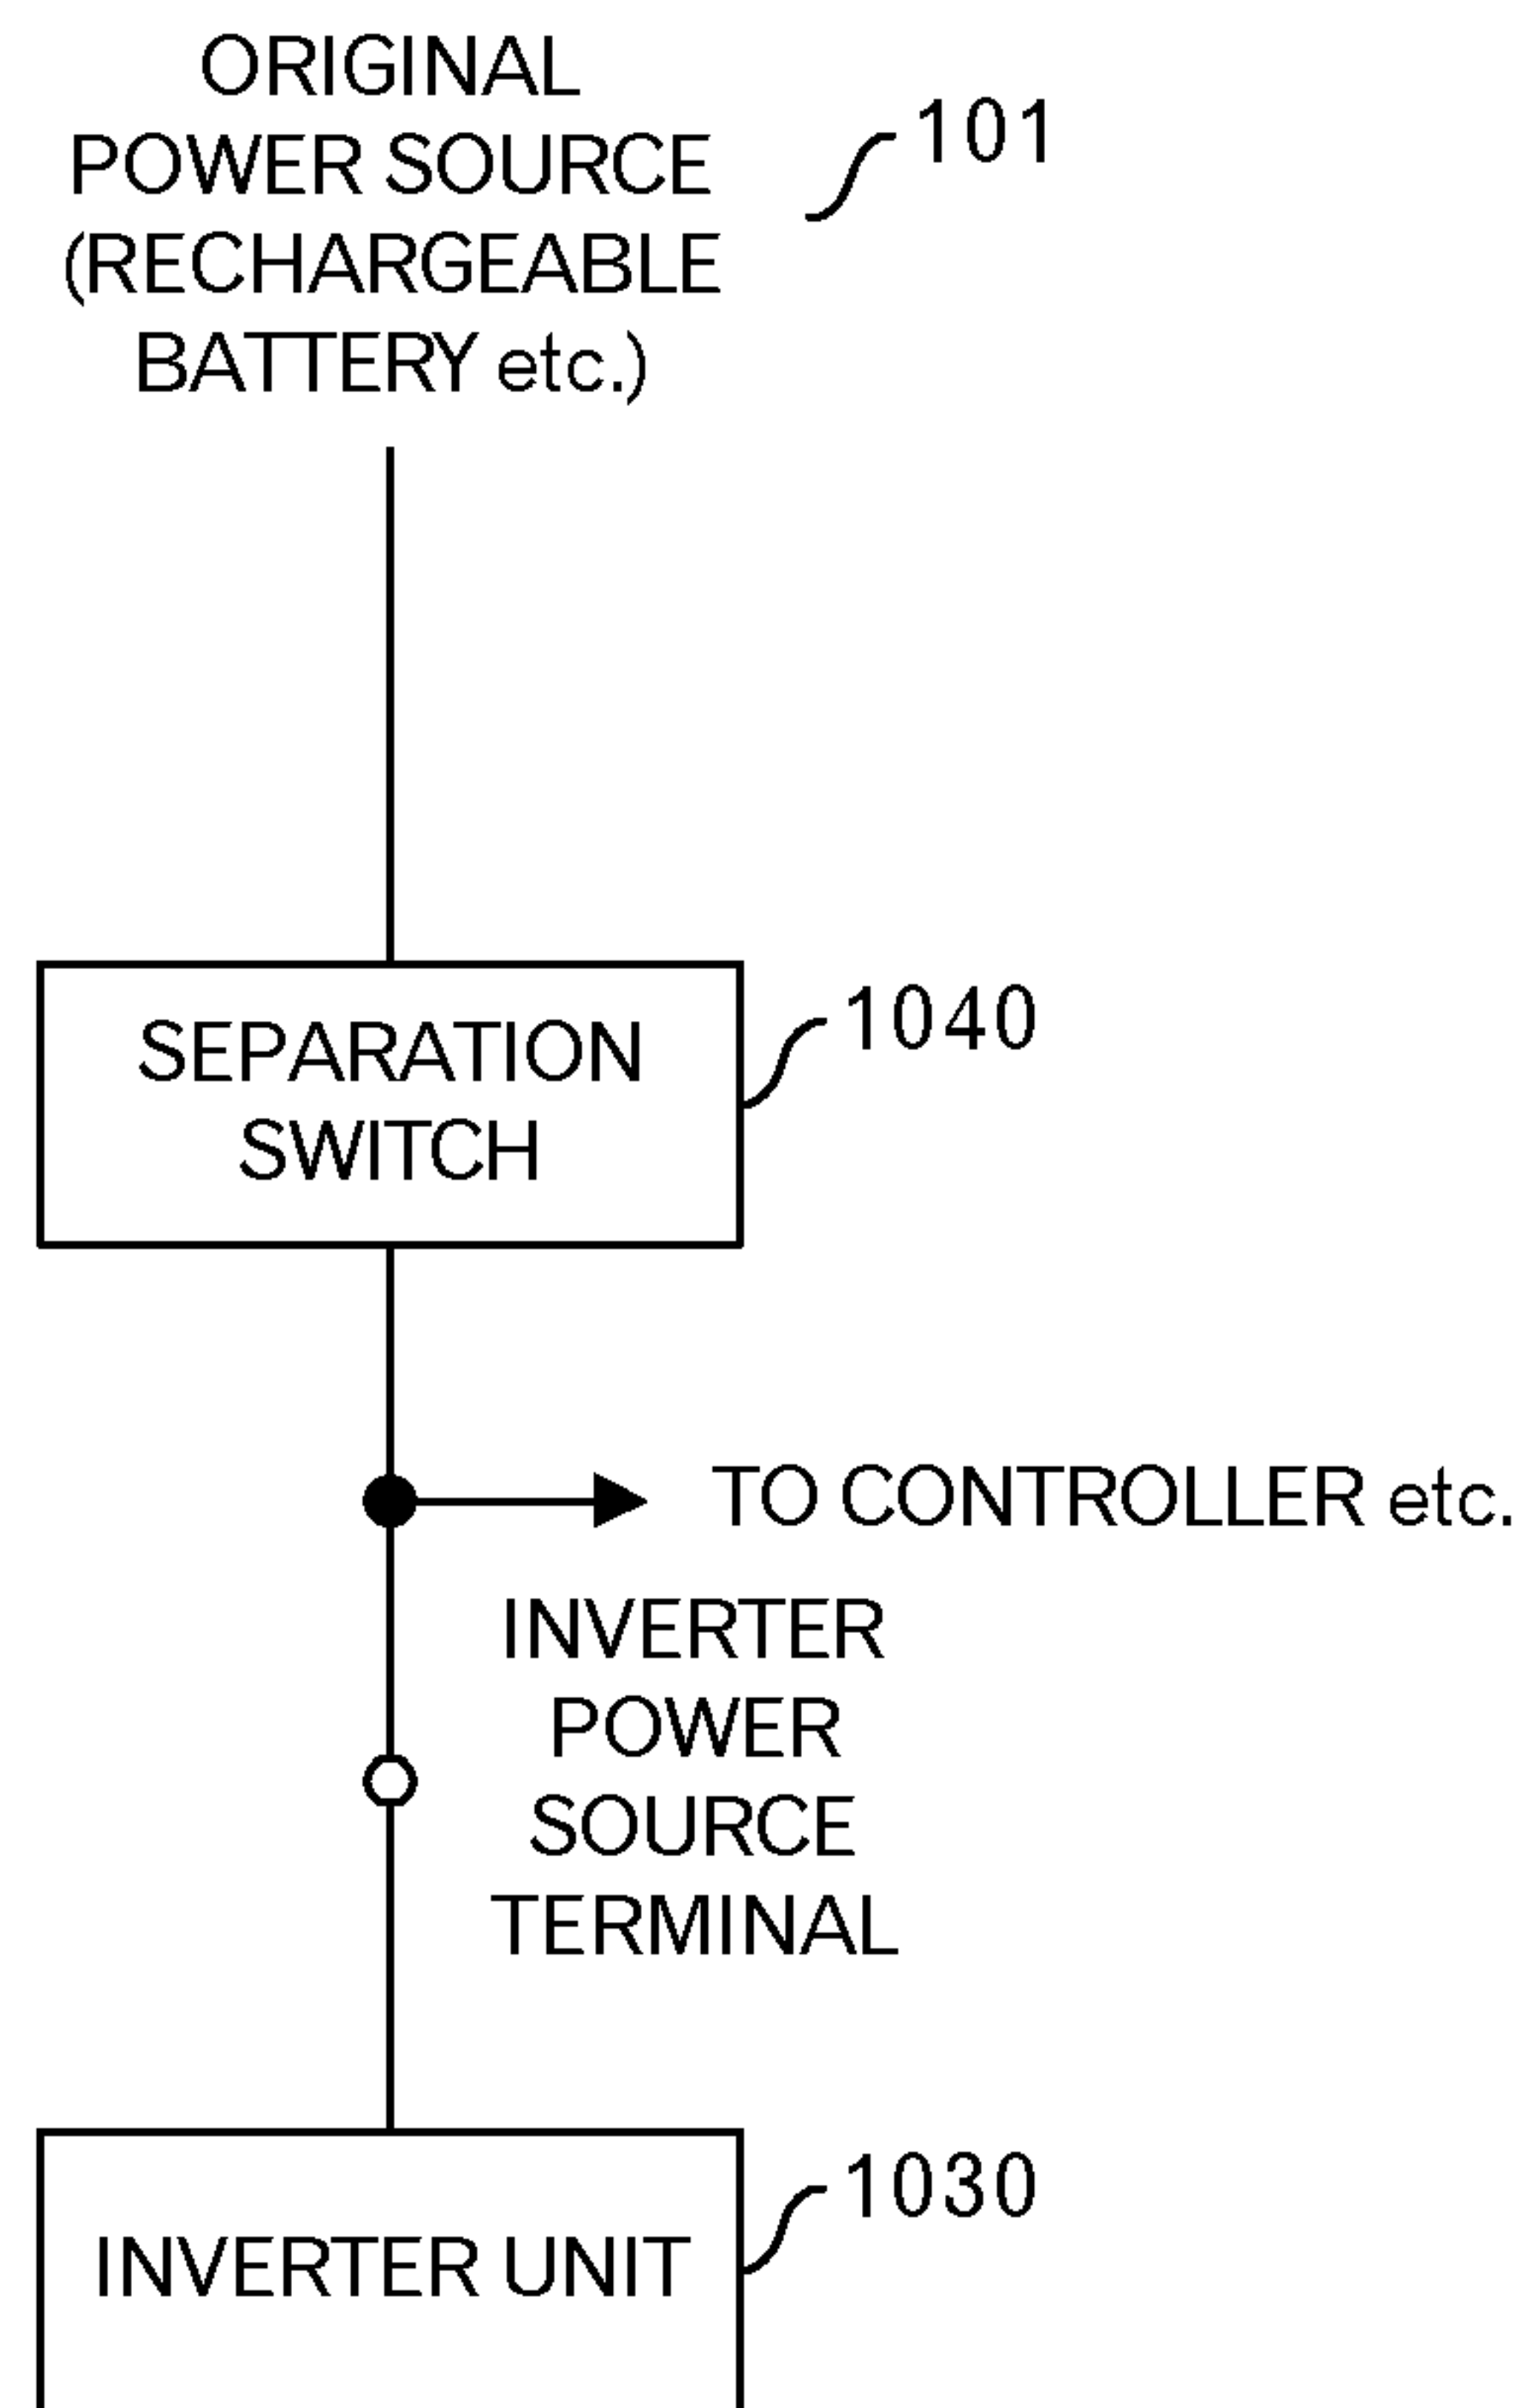 ORIGINAL
POWER SOURCE
(RECHARGEABLE
BATTERY etc.)
101
SEPARATION
SWITCH
1040
TO CONTROLLER etc.
INVERTER
POWER
SOURCE
TERMINAL
INVERTER UNIT
1030